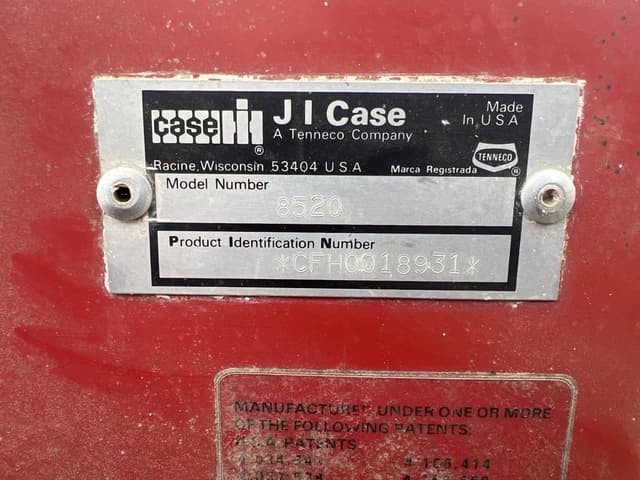 case IH ® J I Case Made
A Tenneco Company In, U S A
Racine, Wisconsin 53404 U S A Marca Registrada TENNECO ®
Model Number
8520
Product Identification Number
*CFH0018931*
MANUFACTURED UNDER ONE OR MORE
OF THE FOLLOWING PATENTS:
U.S.A. PATENTS
4 166,414